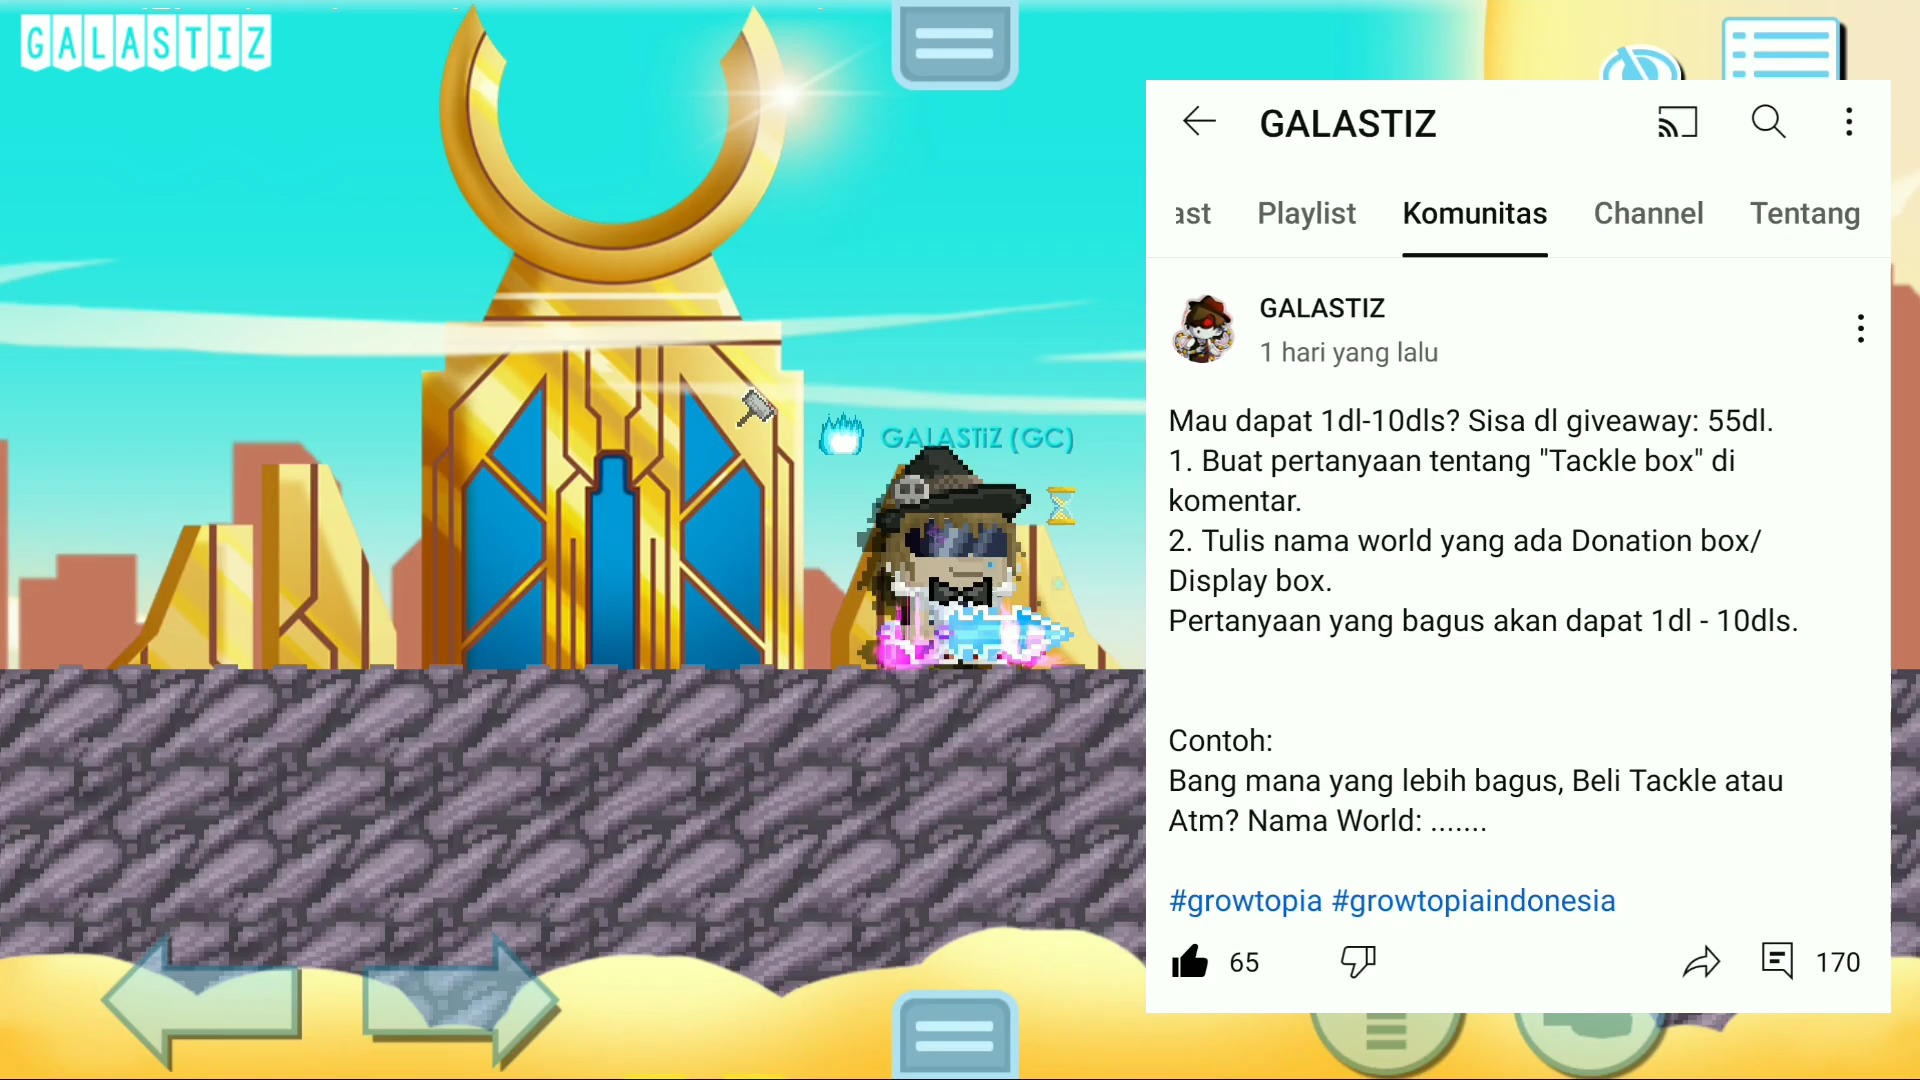 GALASTIZ
GALASTiZ (GC)
GALASTIZ
ast Playlist Komunitas Channel Tentang
GALASTIZ
1 hari yang lalu
Mau dapat 1dl-10dls? Sisa dl giveaway: 55dl.
1. Buat pertanyaan tentang "Tackle box" di
komentar.
2. Tulis nama world yang ada Donation box/
Display box.
Pertanyaan yang bagus akan dapat 1dl - 10dls.
Contoh:
Bang mana yang lebih bagus, Beli Tackle atau
Atm? Nama World: .......
#growtopia #growtopiaindonesia
65 170